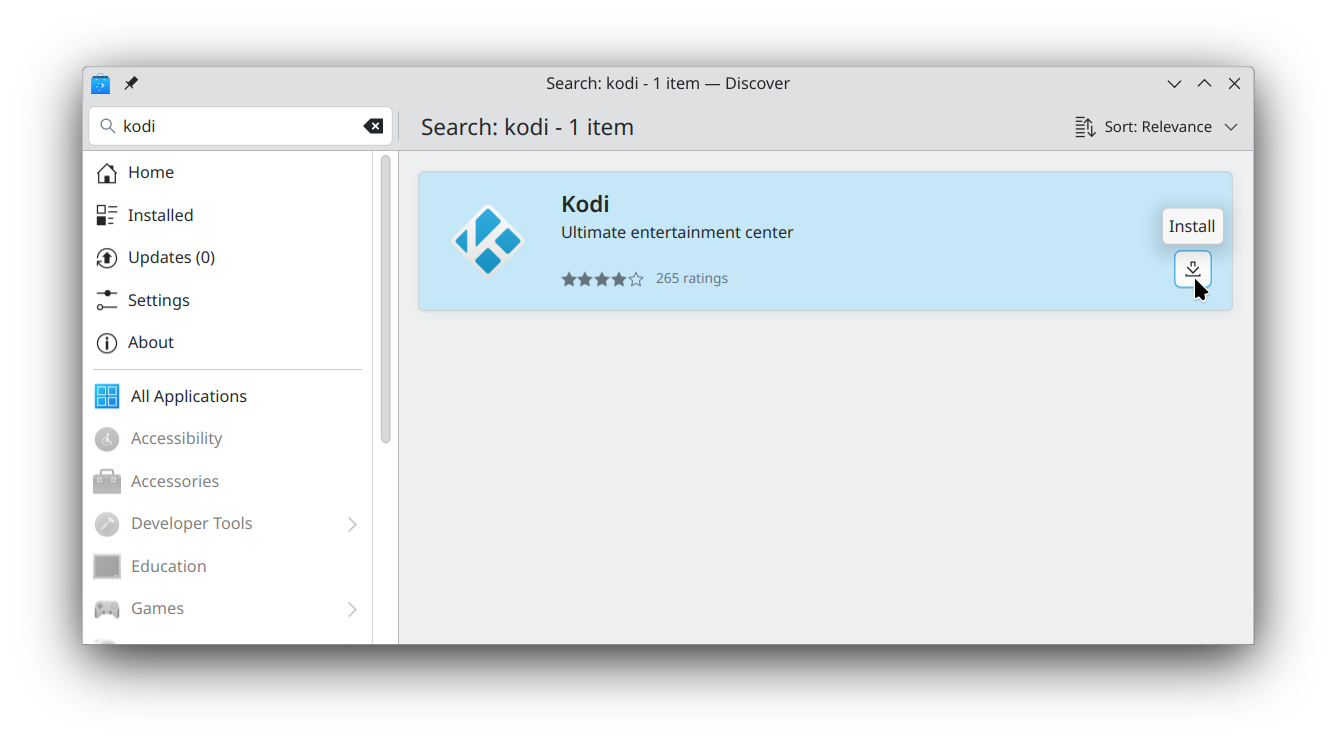 Search: kodi - 1 item — Discover
kodi
Search: kodi - 1 item
Sort: Relevance
Home
Installed
Updates (0)
Settings
About
All Applications
Accessibility
Accessories
Developer Tools
Education
Games
Kodi
Ultimate entertainment center
265 ratings
Install